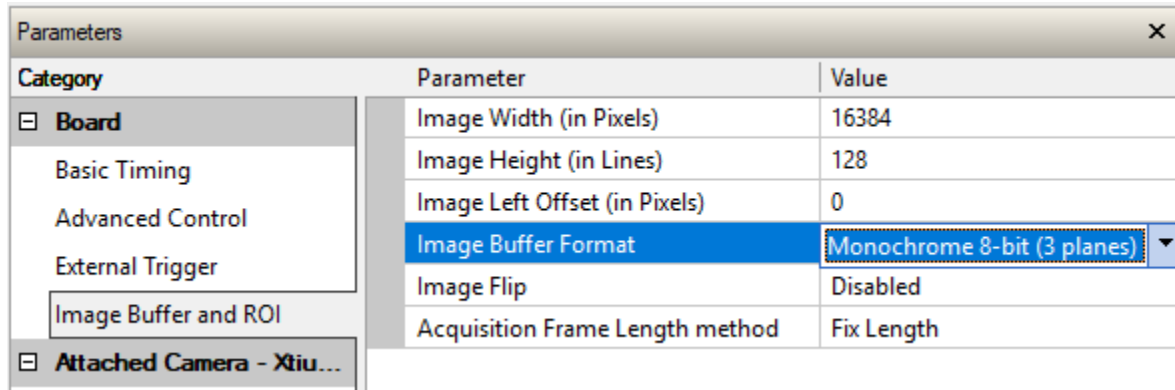 Parameters
Category
Parameter
Value
Board
Image Width (in Pixels)
16384
Basic Timing
Image Height (in Lines)
128
Advanced Control
Image Left Offset (in Pixels)
0
External Trigger
Image Buffer Format
Monochrome 8-bit (3 planes)
Image Buffer and ROI
Image Flip
Disabled
Acquisition Frame Length method
Fix Length
Attached Camera - Xtiu...